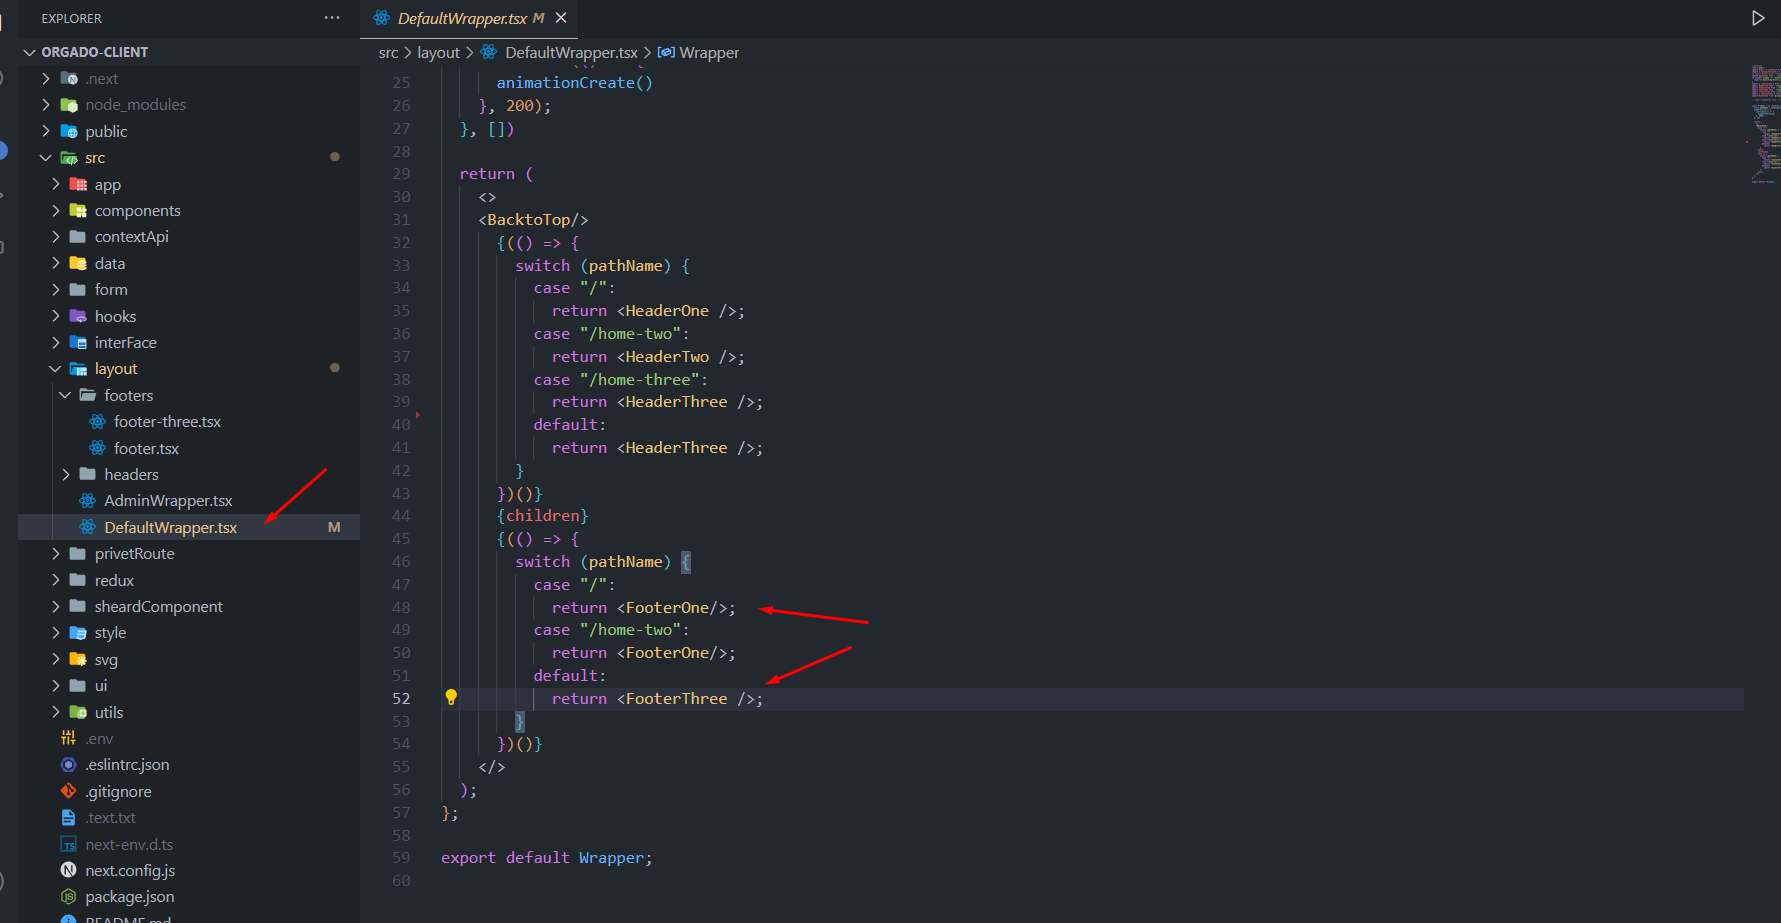 EXPLORER
...
DefaultWrapper.tsx M
ORGADO-CLIENT
src > layout > DefaultWrapper.tsx > Wrapper
.next
node_modules
public
src
app
components
contextApi
data
form
hooks
interFace
layout
footers
footer-three.tsx
footer.tsx
headers
AdminWrapper.tsx
DefaultWrapper.tsx M
privetRoute
redux
sheardComponent
style
svg
ui
utils
.env
.eslintrc.json
.gitignore
.text.txt
next-env.d.ts
next.config.js
package.json
README.md
25 animationCreate()
26 }, 200);
27 }, [])
28
29 return (
30 <>
31 <BacktoTop/>
32 {(() => {
33 switch (pathName) {
34 case "/":
35 return <HeaderOne />;
36 case "/home-two":
37 return <HeaderTwo />;
38 case "/home-three":
39 return <HeaderThree />;
40 default:
41 return <HeaderThree />;
42 }
43 })()}
44 {children}
45 {(() => {
46 switch (pathName) {
47 case "/":
48 return <FooterOne/>;
49 case "/home-two":
50 return <FooterOne/>;
51 default:
52 return <FooterThree />;
53 }
54 })()}
55 </>
56 );
57 };
58
59 export default Wrapper;
60